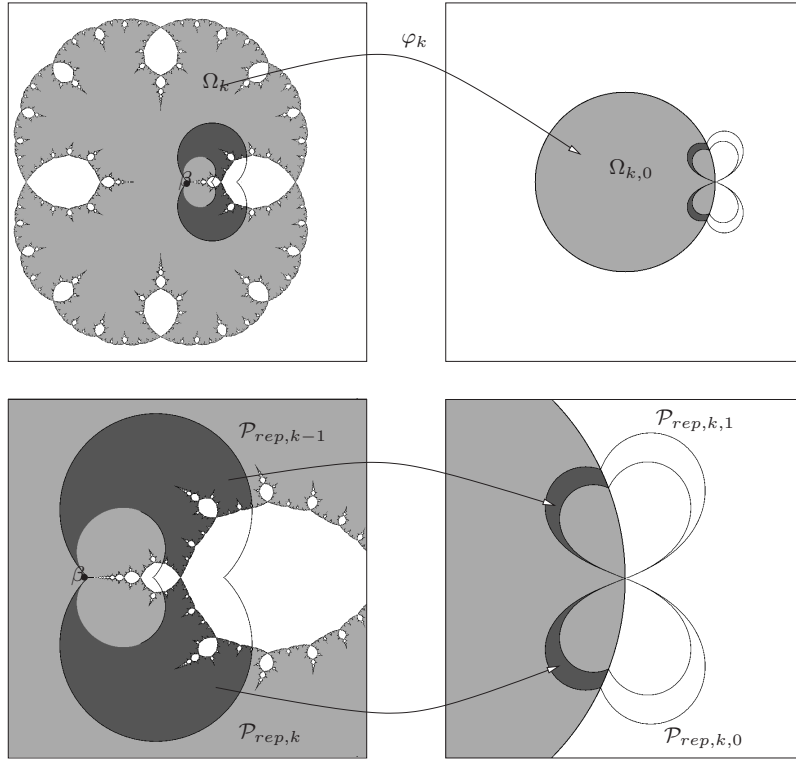 φ_k
Ω_k
β
Ω_{k,0}
P_{rep,k−1}
P_{rep,k,1}
β
P_{rep,k}
P_{rep,k,0}